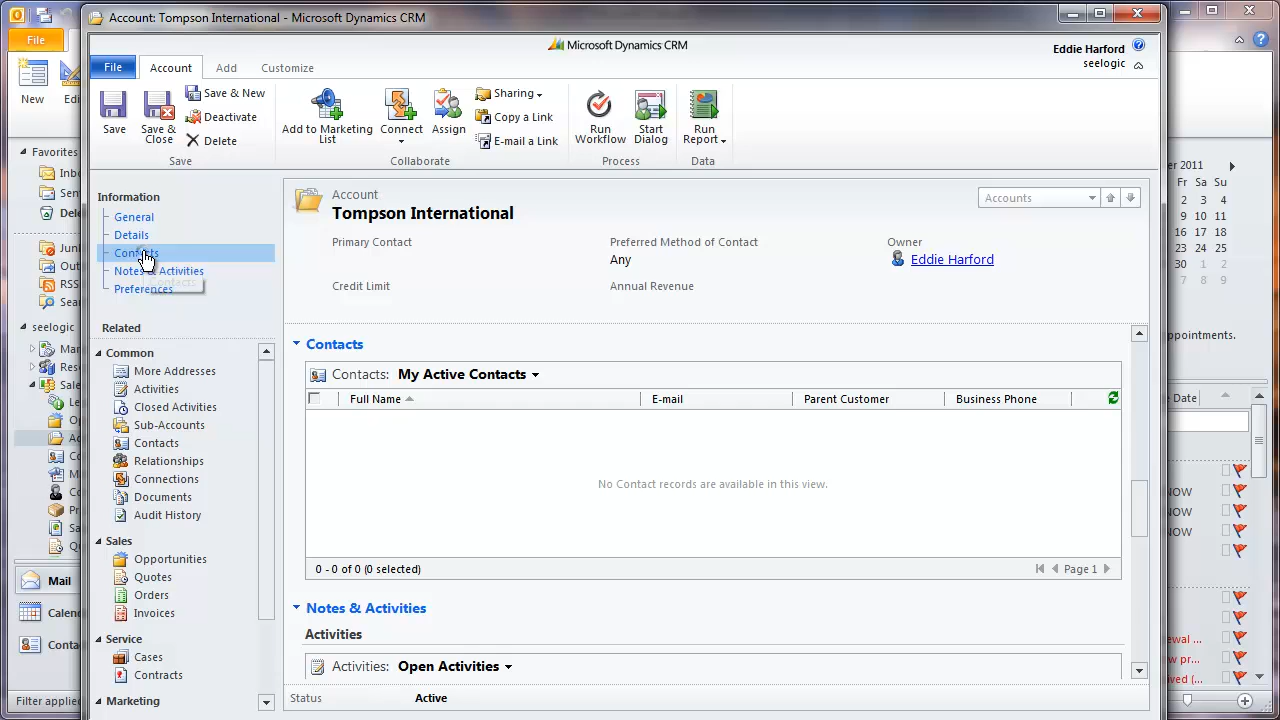 Account: Tompson International - Microsoft Dynamics CRM
Microsoft Dynamics CRM
Eddie Harford
seelogic
File
File Account Add Customize
New
Save
Save & Close
Save & New
Deactivate
Delete
Save
Add to Marketing List
Connect
Assign
Sharing
Copy a Link
E-mail a Link
Collaborate
Run Workflow
Start Dialog
Process
Run Report
Data
Favorites
seelogic
Mail
Filter applied
Information
General
Details
Contacts
Notes & Activities
Preferences
Related
Common
More Addresses
Activities
Closed Activities
Sub-Accounts
Contacts
Relationships
Connections
Documents
Audit History
Sales
Opportunities
Quotes
Orders
Invoices
Service
Cases
Contracts
Marketing
Account
Tompson International
Accounts
Primary Contact
Preferred Method of Contact
Any
Owner
Eddie Harford
Credit Limit
Annual Revenue
Contacts
Contacts: My Active Contacts
Full Name E-mail Parent Customer Business Phone
No Contact records are available in this view.
0 - 0 of 0 (0 selected)
Page 1
Notes & Activities
Activities
Activities: Open Activities
Status Active
er 2011
Fr Sa Su
2 3 4
9 10 11
16 17 18
23 24 25
30 1 2
7 8 9
pointments.
Date
NOW
NOW
NOW